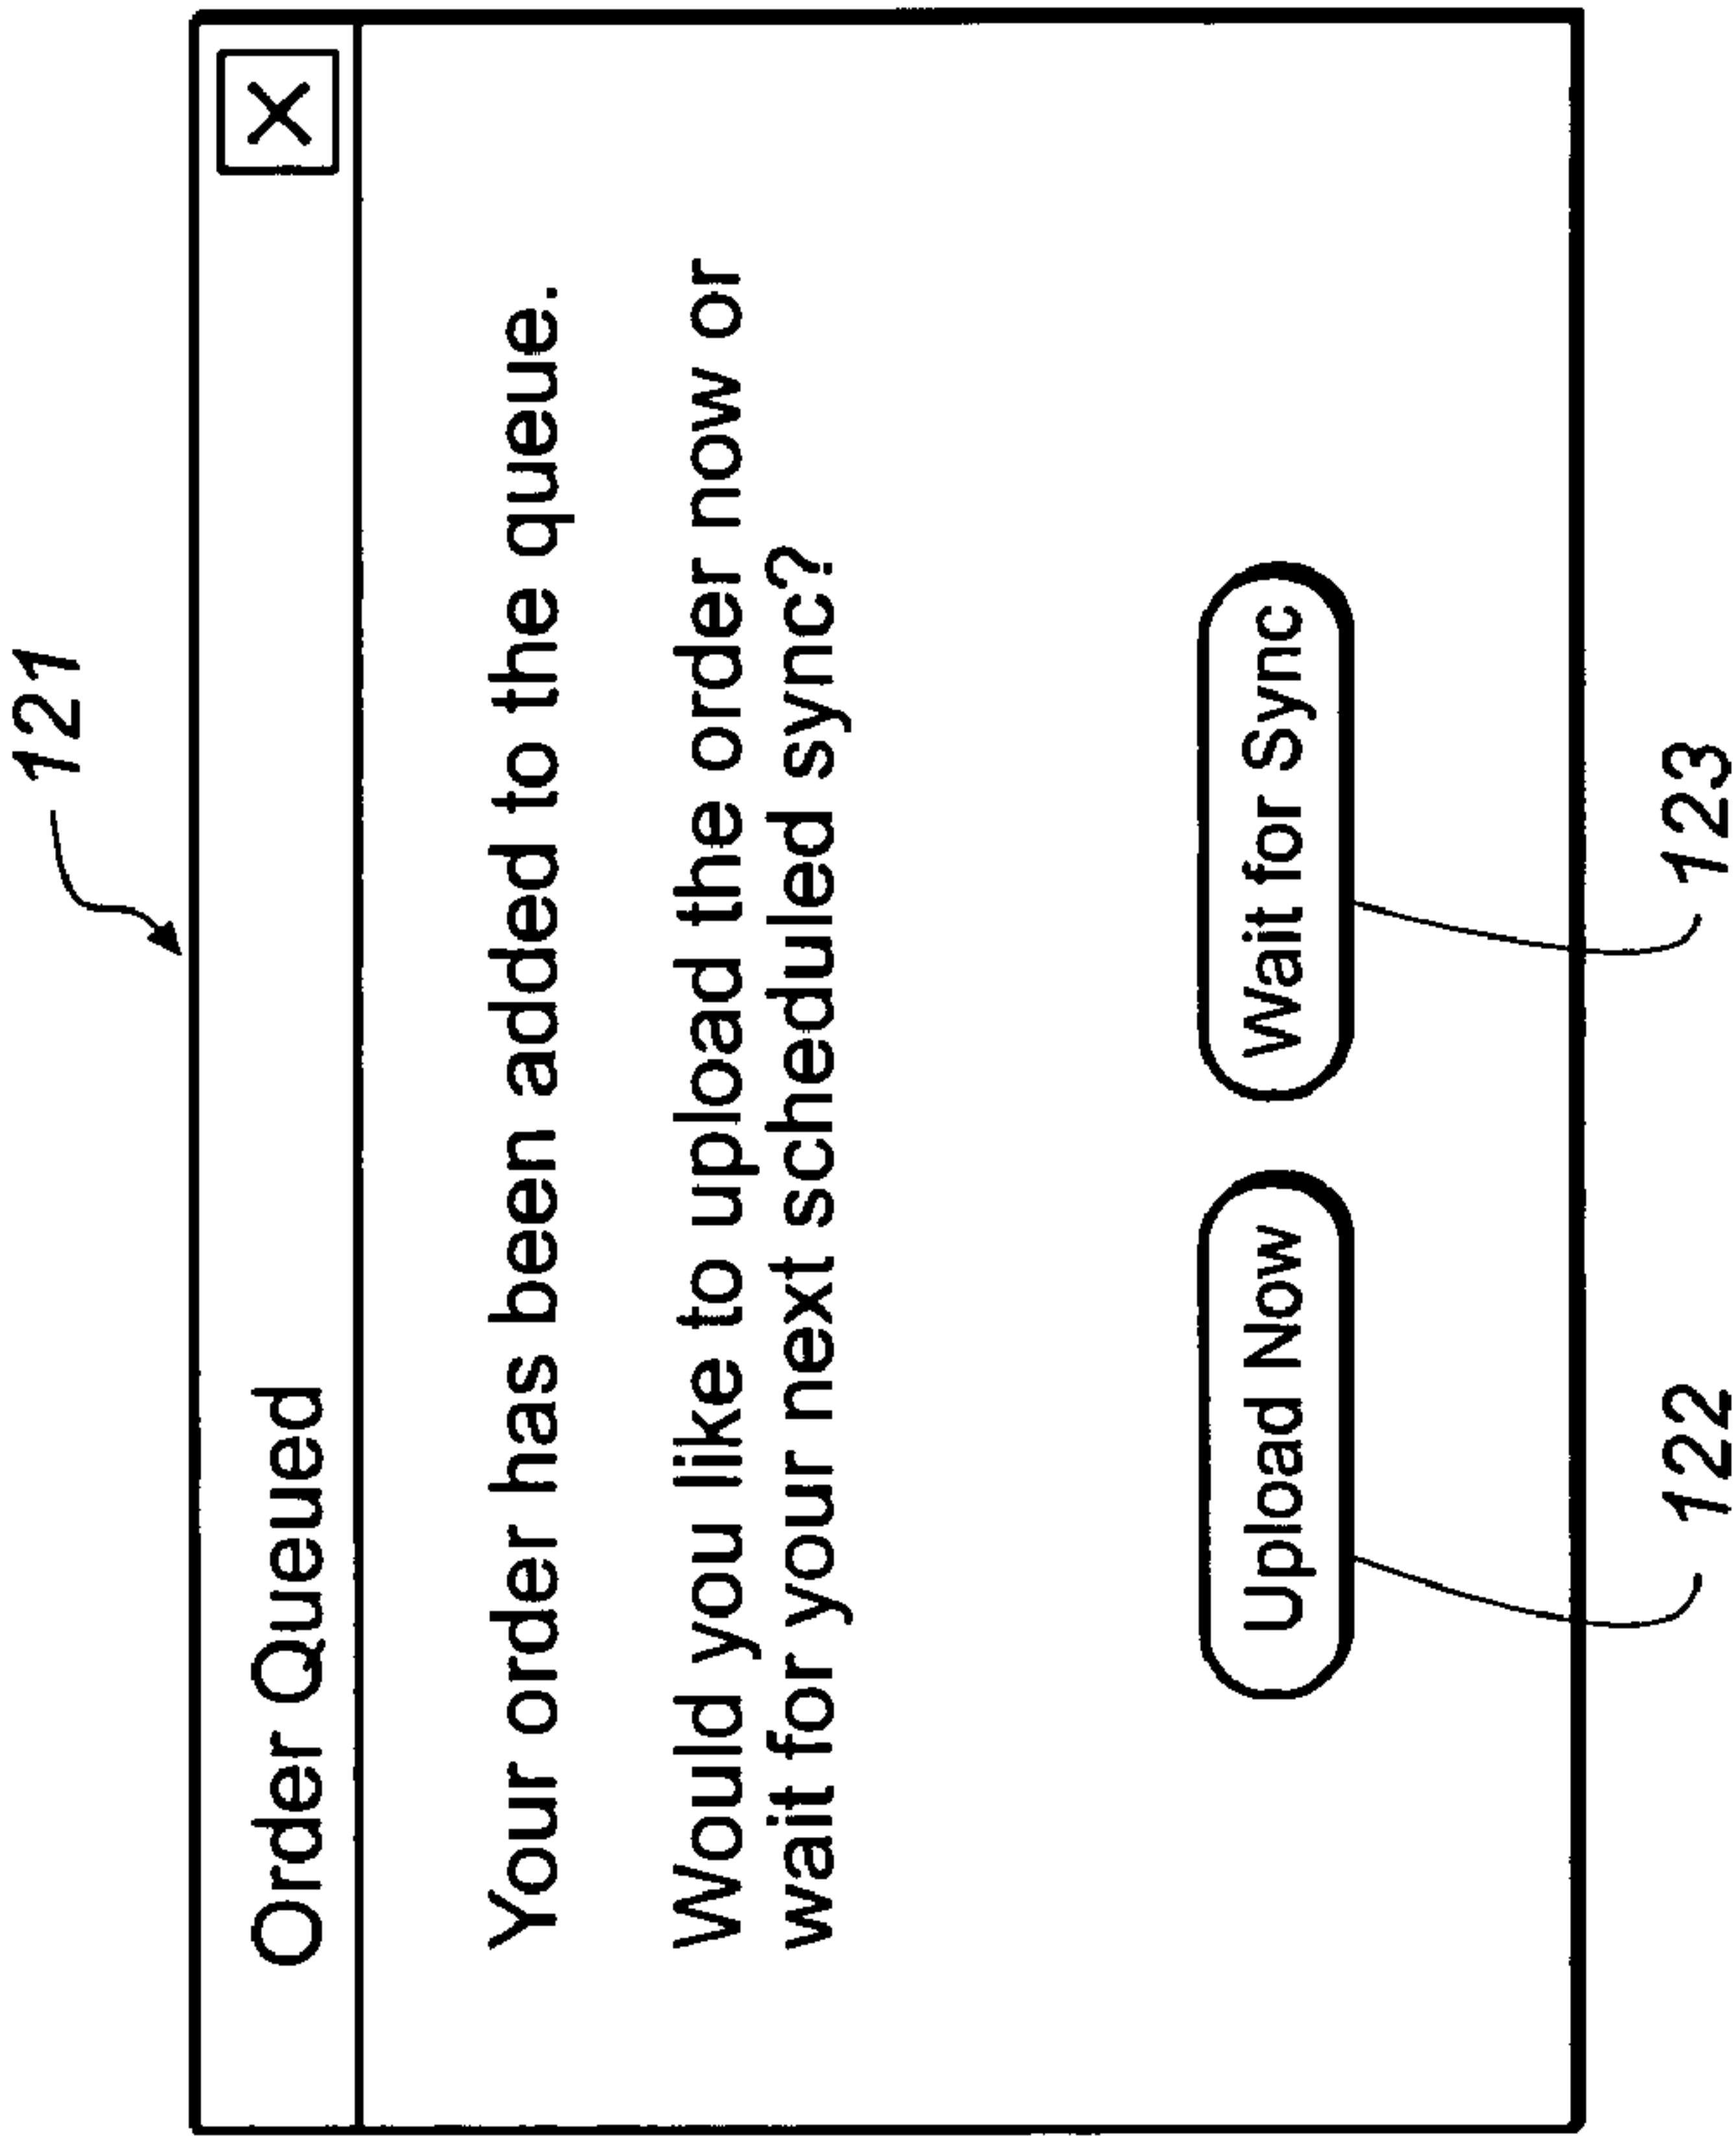 121
Order Queued X
Your order has been added to the queue.
Would you like to upload the order now or
wait for your next scheduled sync?
Upload Now Wait for Sync
122 123